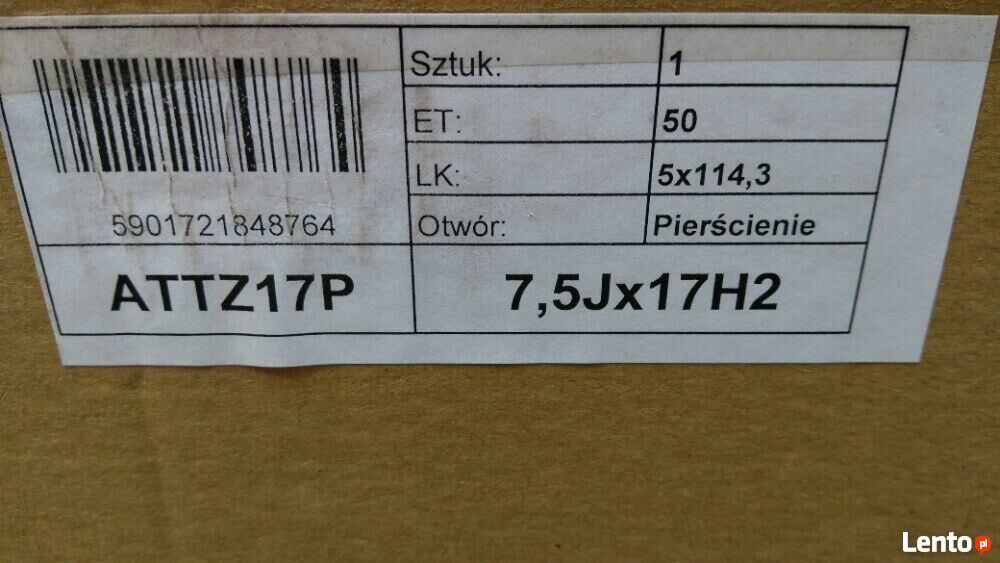 Sztuk: 1
ET: 50
LK: 5x114,3
5901721848764 Otwór: Pierścienie
ATTZ17P 7,5Jx17H2
Lento.pl